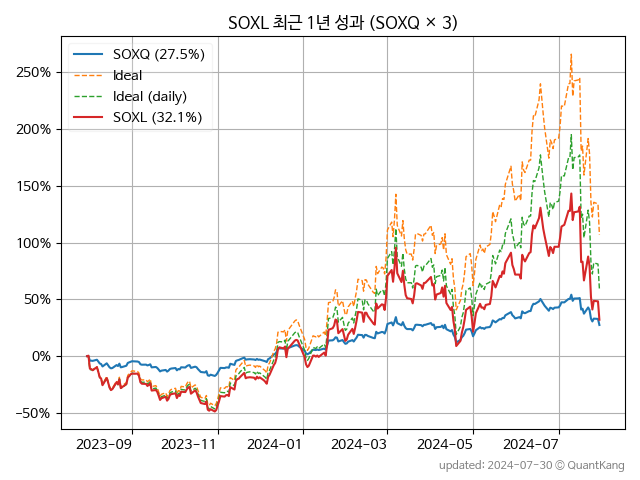 SOXL 최근 1년 성과 (SOXQ × 3)
SOXQ (27.5%)
Ideal
Ideal (daily)
SOXL (32.1%)
250%
200%
150%
100%
50%
0%
−50%
2023-09
2023-11
2024-01
2024-03
2024-05
2024-07
updated: 2024-07-30 © QuantKang